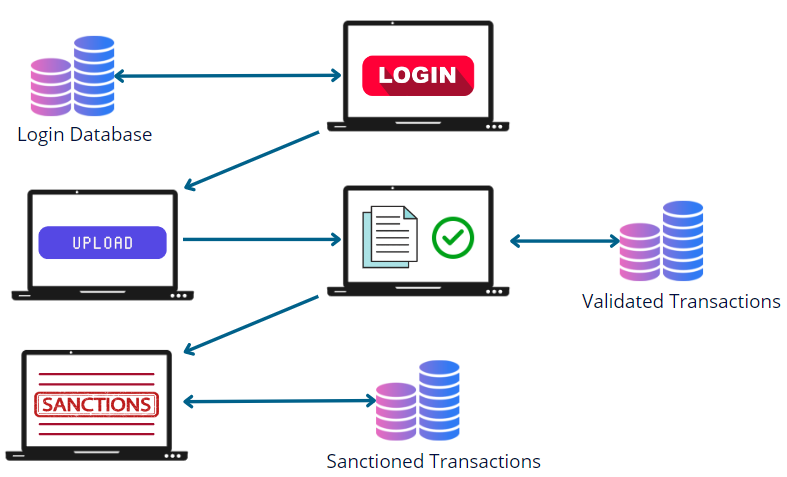 LOGIN
Login Database
UPLOAD
Validated Transactions
SANCTIONS
Sanctioned Transactions